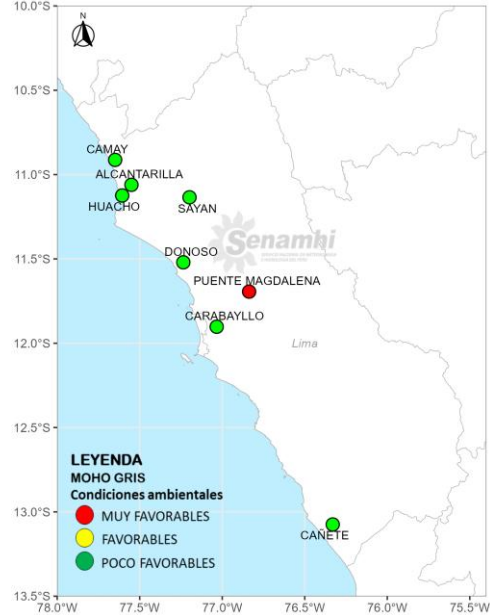 10.0°S
N
10.5°S
CAMAY
11.0°S
ALCANTARILLA
HUACHO
SAYAN
Senamhi
DONOSO
11.5°S
PUENTE MAGDALENA
CARABAYLLO
12.0°S
Lima
12.5°S
LEYENDA
MOHO GRIS
Condiciones ambientales
MUY FAVORABLES
FAVORABLES
POCO FAVORABLES
13.0°S
CAÑETE
13.5°S
78.0°W 77.5°W 77.0°W 76.5°W 76.0°W 75.5°W